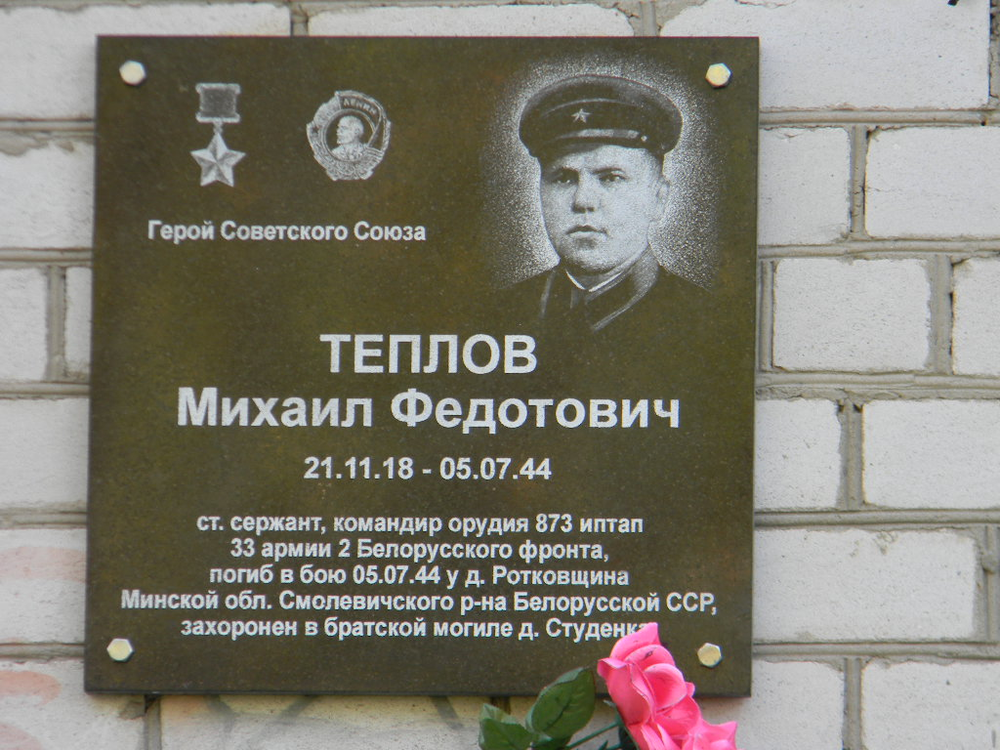 ЛЕНИН
Герой Советского Союза
ТЕПЛОВ
Михаил Федотович
21.11.18 - 05.07.44
ст. сержант, командир орудия 873 иптап
33 армии 2 Белорусского фронта,
погиб в бою 05.07.44 у д. Ротковщина
Минской обл. Смолевичского р-на Белорусской ССР,
захоронен в братской могиле д. Студенка